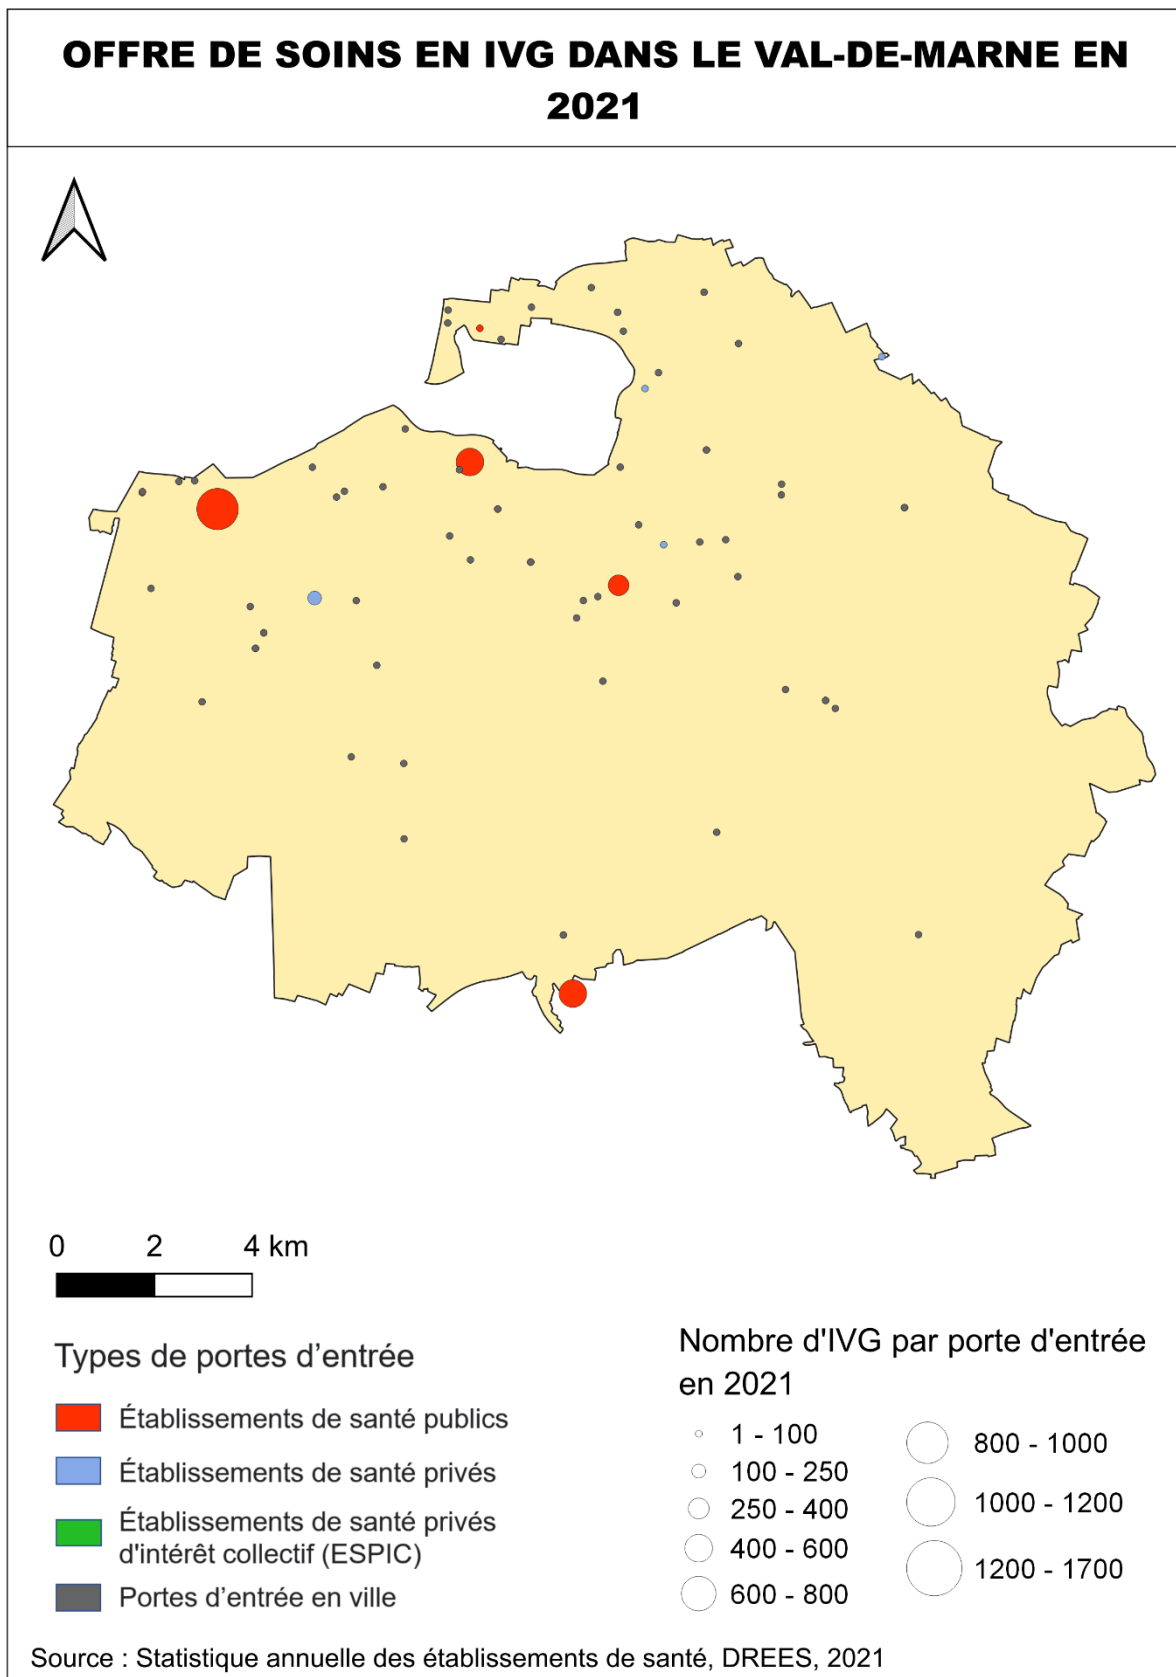 OFFRE DE SOINS EN IVG DANS LE VAL-DE-MARNE EN
2021
0 2 4 km
Types de portes d’entrée
Établissements de santé publics
Établissements de santé privés
Établissements de santé privés
d'intérêt collectif (ESPIC)
Portes d’entrée en ville
Nombre d'IVG par porte d'entrée
en 2021
1 - 100
100 - 250
250 - 400
400 - 600
600 - 800
800 - 1000
1000 - 1200
1200 - 1700
Source : Statistique annuelle des établissements de santé, DREES, 2021